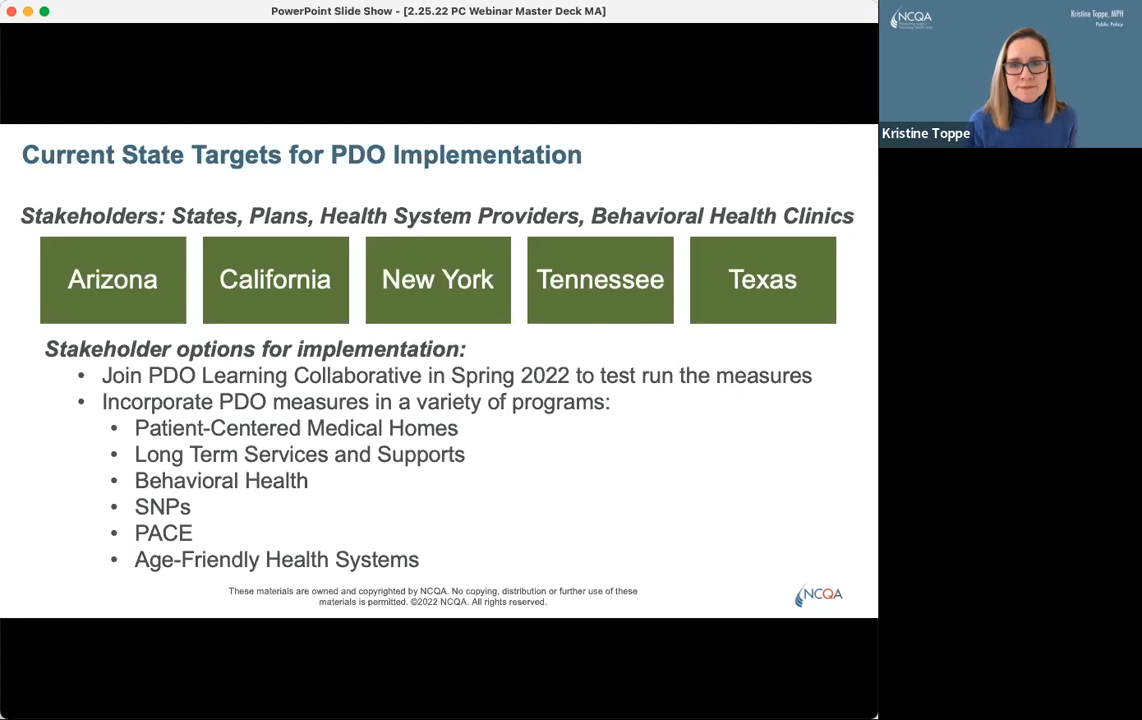 PowerPoint Slide Show - [2.25.22 PC Webinar Master Deck MA]
NCQA
Kristine Toppe, MPH
Public Policy
Kristine Toppe
Current State Targets for PDO Implementation
Stakeholders: States, Plans, Health System Providers, Behavioral Health Clinics
Arizona
California
New York
Tennessee
Texas
Stakeholder options for implementation:
• Join PDO Learning Collaborative in Spring 2022 to test run the measures
• Incorporate PDO measures in a variety of programs:
• Patient-Centered Medical Homes
• Long Term Services and Supports
• Behavioral Health
• SNPs
• PACE
• Age-Friendly Health Systems
These materials are owned and copyrighted by NCQA. No copying, distribution or further use of these
materials is permitted. ©2022 NCQA. All rights reserved.
NCQA